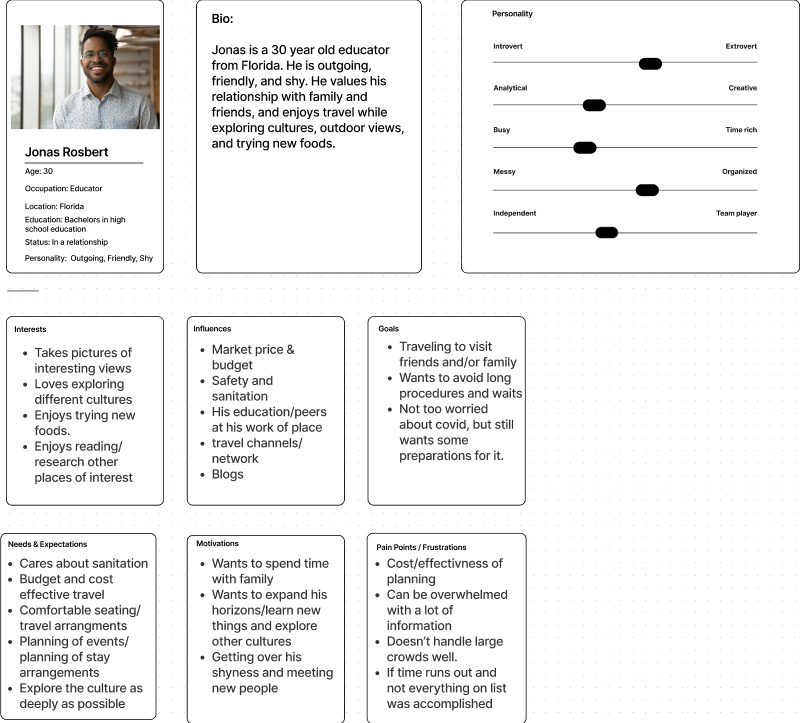 Jonas Rosbert
Age: 30
Occupation: Educator
Location: Florida
Education: Bachelors in high
school education
Status: In a relationship
Personality:  Outgoing, Friendly, Shy
Bio:
Jonas is a 30 year old educator
from Florida. He is outgoing,
friendly, and shy. He values his
relationship with family and
friends, and enjoys travel while
exploring cultures, outdoor views,
and trying new foods.
Personality
Introvert Extrovert
Analytical Creative
Busy Time rich
Messy Organized
Independent Team player
Interests
• Takes pictures of
interesting views
• Loves exploring
different cultures
• Enjoys trying new
foods.
• Enjoys reading/
research other
places of interest
Influences
• Market price &
budget
• Safety and
sanitation
• His education/peers
at his work of place
• travel channels/
network
• Blogs
Goals
• Traveling to visit
friends and/or family
• Wants to avoid long
procedures and waits
• Not too worried
about covid, but still
wants some
preparations for it.
Needs & Expectations
• Cares about sanitation
• Budget and cost
effective travel
• Comfortable seating/
travel arrangments
• Planning of events/
planning of stay
arrangements
• Explore the culture as
deeply as possible
Motivations
• Wants to spend time
with family
• Wants to expand his
horizons/learn new
things and explore
other cultures
• Getting over his
shyness and meeting
new people
Pain Points / Frustrations
• Cost/effectivness of
planning
• Can be overwhelmed
with a lot of
information
• Doesn't handle large
crowds well.
• If time runs out and
not everything on list
was accomplished